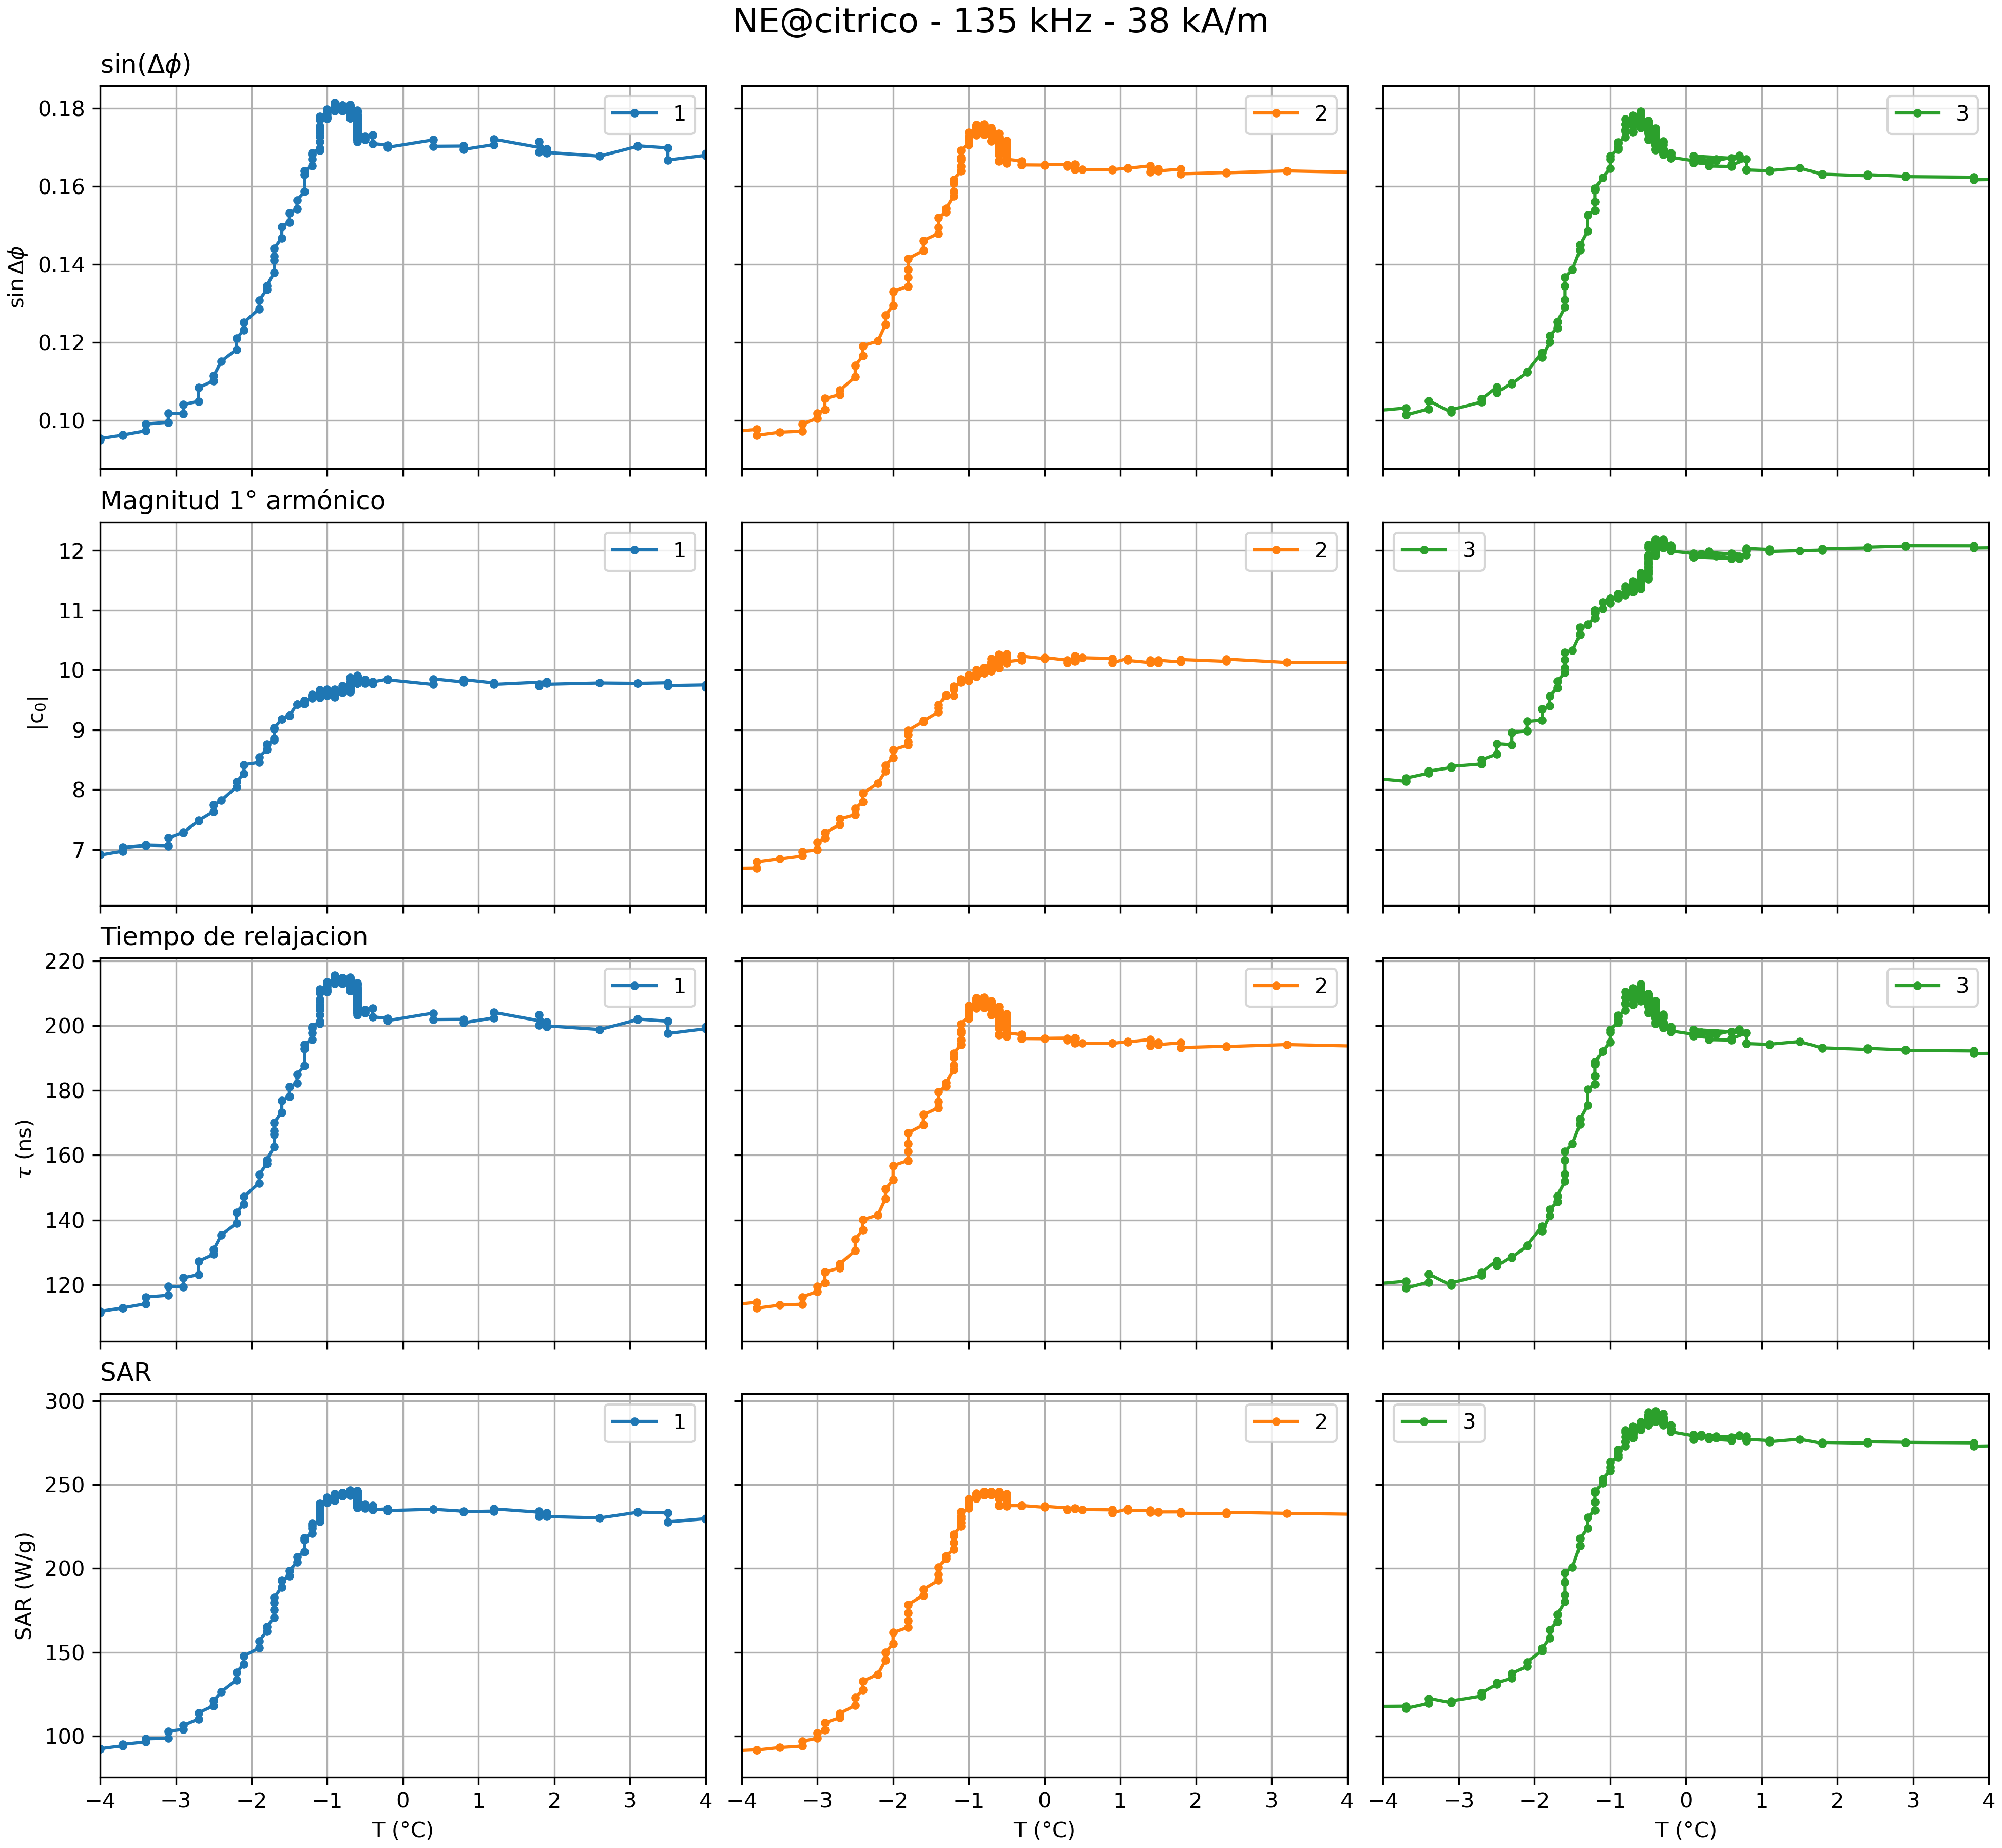 NE@citrico - 135 kHz - 38 kA/m
sin(Δϕ)
0.18
0.16
0.14
0.12
0.10
sin Δϕ
1
2
3
Magnitud 1° armónico
12
11
10
9
8
7
|c₀|
1
2
3
Tiempo de relajacion
220
200
180
160
140
120
τ (ns)
1
2
3
SAR
300
250
200
150
100
SAR (W/g)
1
2
3
−4 −3 −2 −1 0 1 2 3 4
−4 −3 −2 −1 0 1 2 3 4
−4 −3 −2 −1 0 1 2 3 4
T (°C)
T (°C)
T (°C)